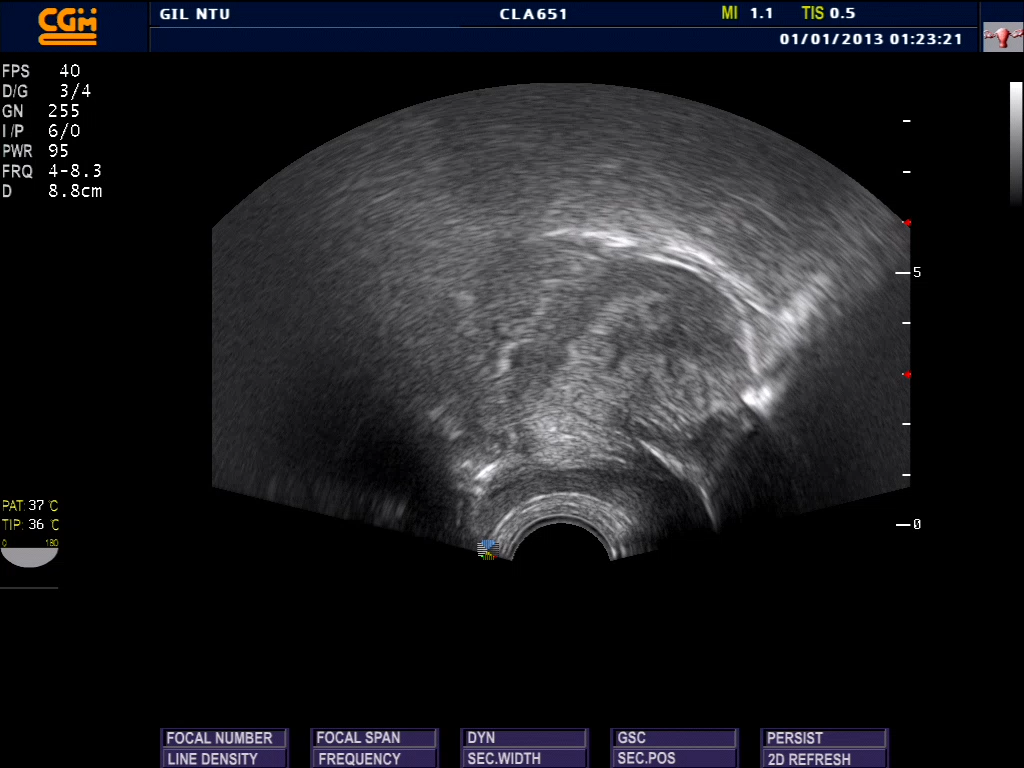 CGM
GIL NTU CLA651 MI 1.1 TIS 0.5
01/01/2013 01:23:21
FPS 40
D/G 3/4
GN 255
I/P 6/0
PWR 95
FRQ 4-8.3
D 8.8cm
5
PAT: 37 °C
TIP: 36 °C
0 180
0
FOCAL NUMBER FOCAL SPAN DYN GSC PERSIST
LINE DENSITY FREQUENCY SEC.WIDTH SEC.POS 2D REFRESH